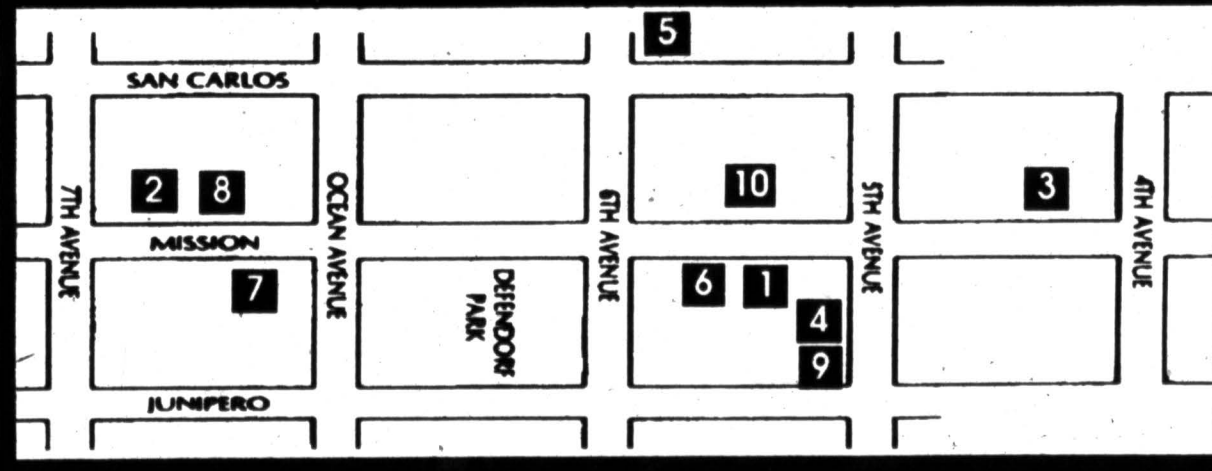 5
SAN CARLOS
2
8
10
3
7TH AVENUE
OCEAN AVENUE
6TH AVENUE
5TH AVENUE
4TH AVENUE
MISSION
7
DEFENDORF
PARK
6
1
4
9
JUNIPERO